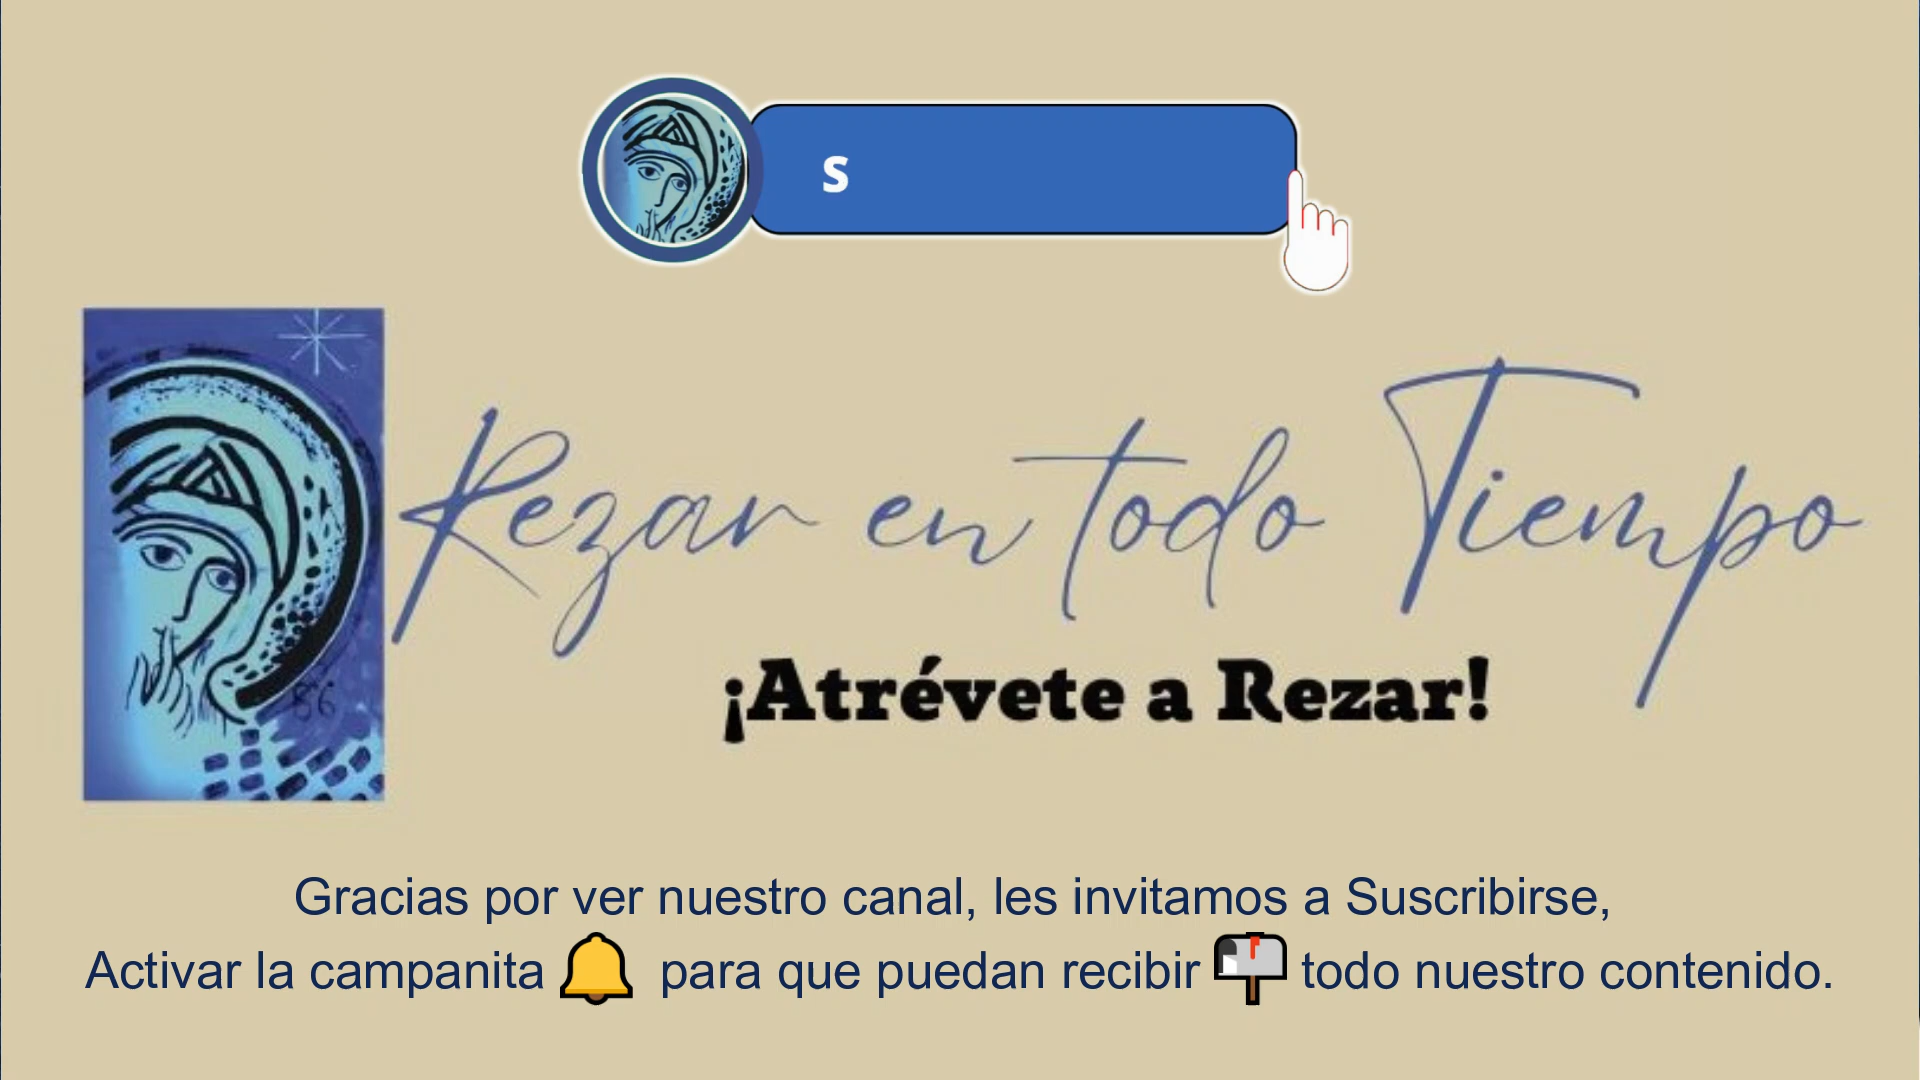 S
Rezar en todo Tiempo
¡Atrévete a Rezar!
Gracias por ver nuestro canal, les invitamos a Suscribirse,
Activar la campanita 🔔 para que puedan recibir 📭 todo nuestro contenido.